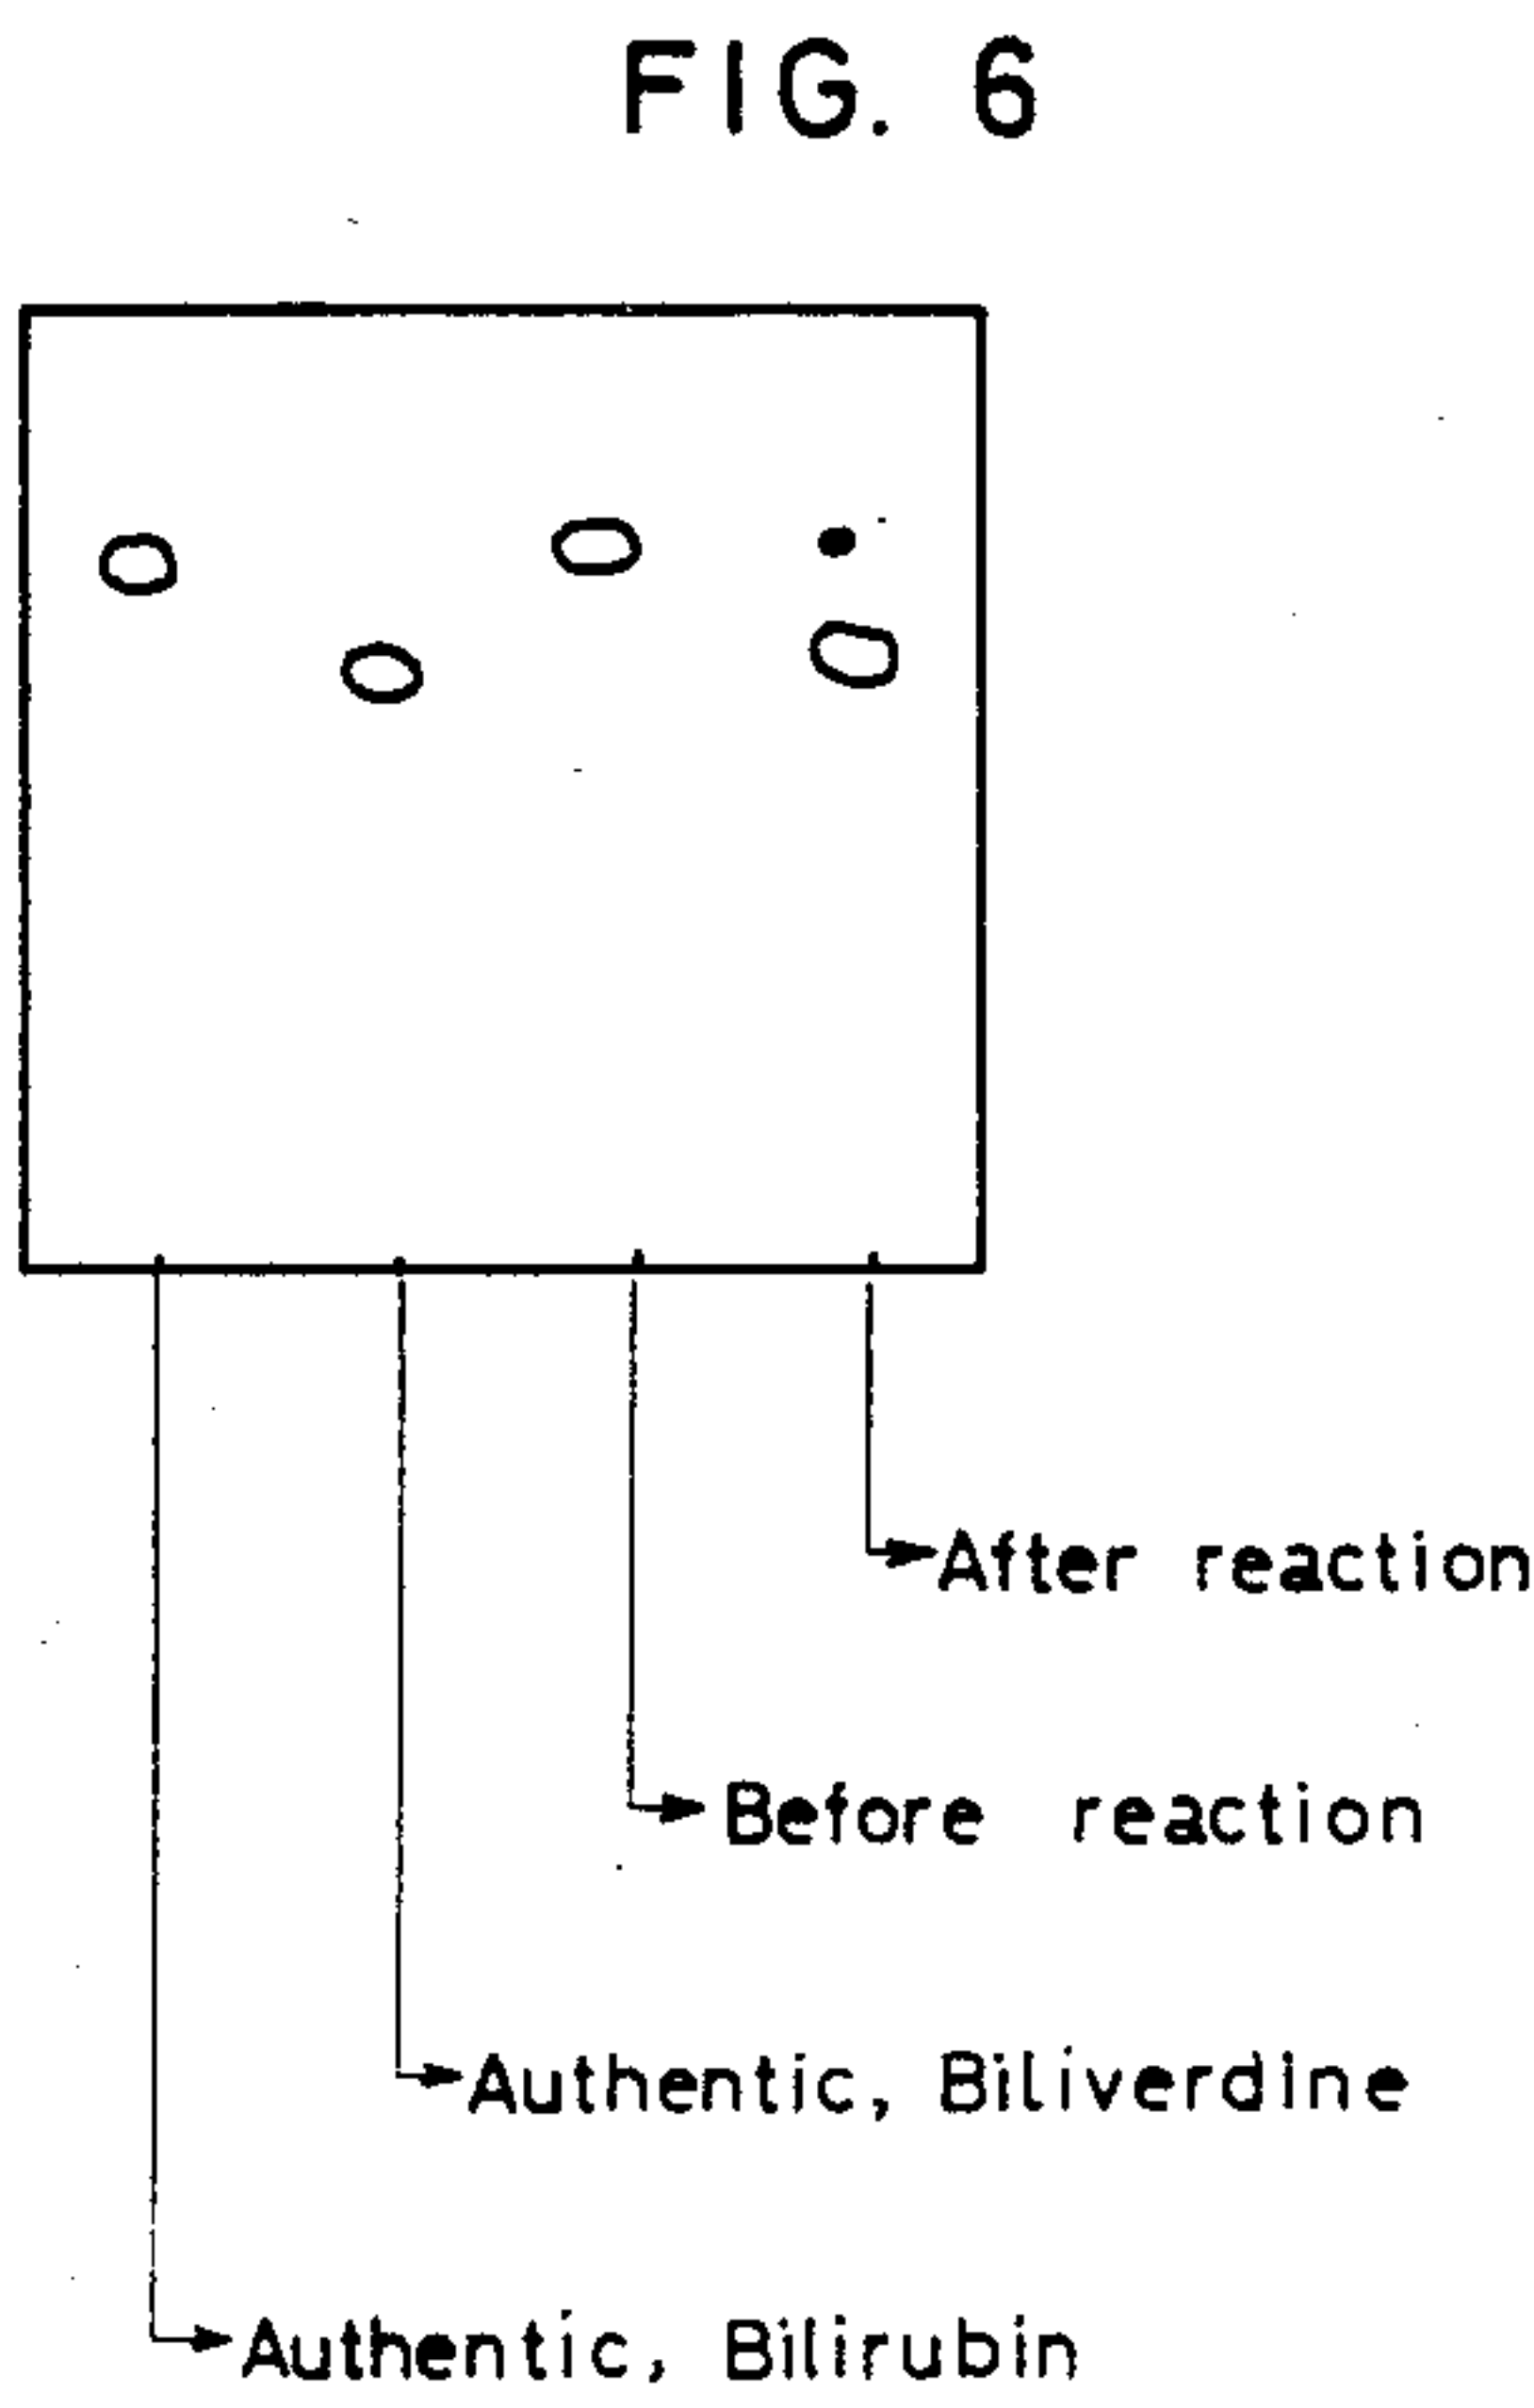 FIG. 6
After reaction
Before reaction
Authentic, Biliverdine
Authentic, Bilirubin